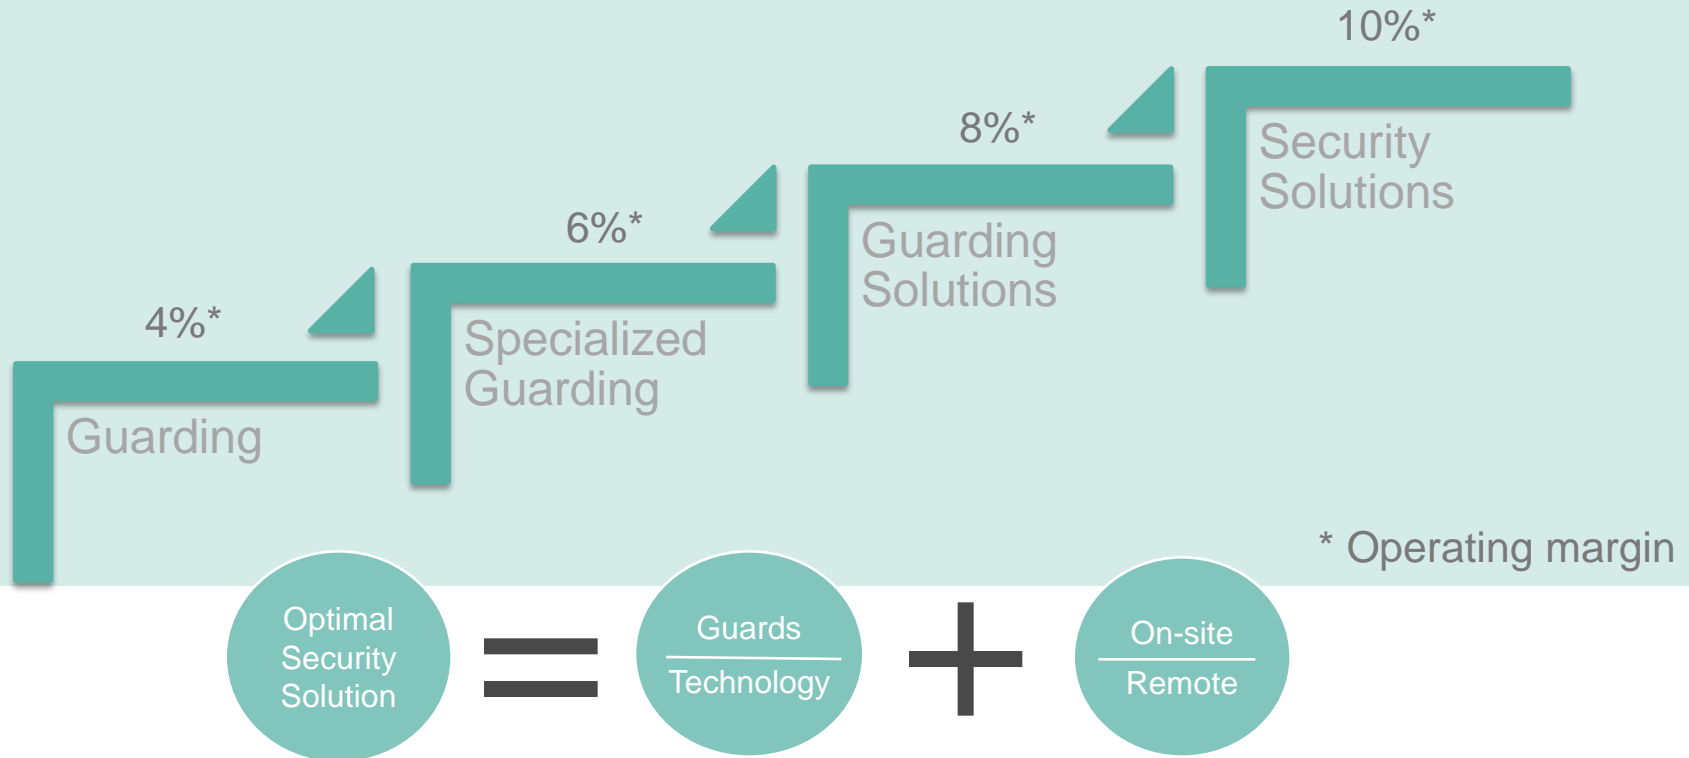 10%*
Security
Solutions
8%*
Guarding
Solutions
6%*
Specialized
Guarding
4%*
Guarding
* Operating margin
Optimal
Security
Solution
=
Guards
Technology
+
On-site
Remote